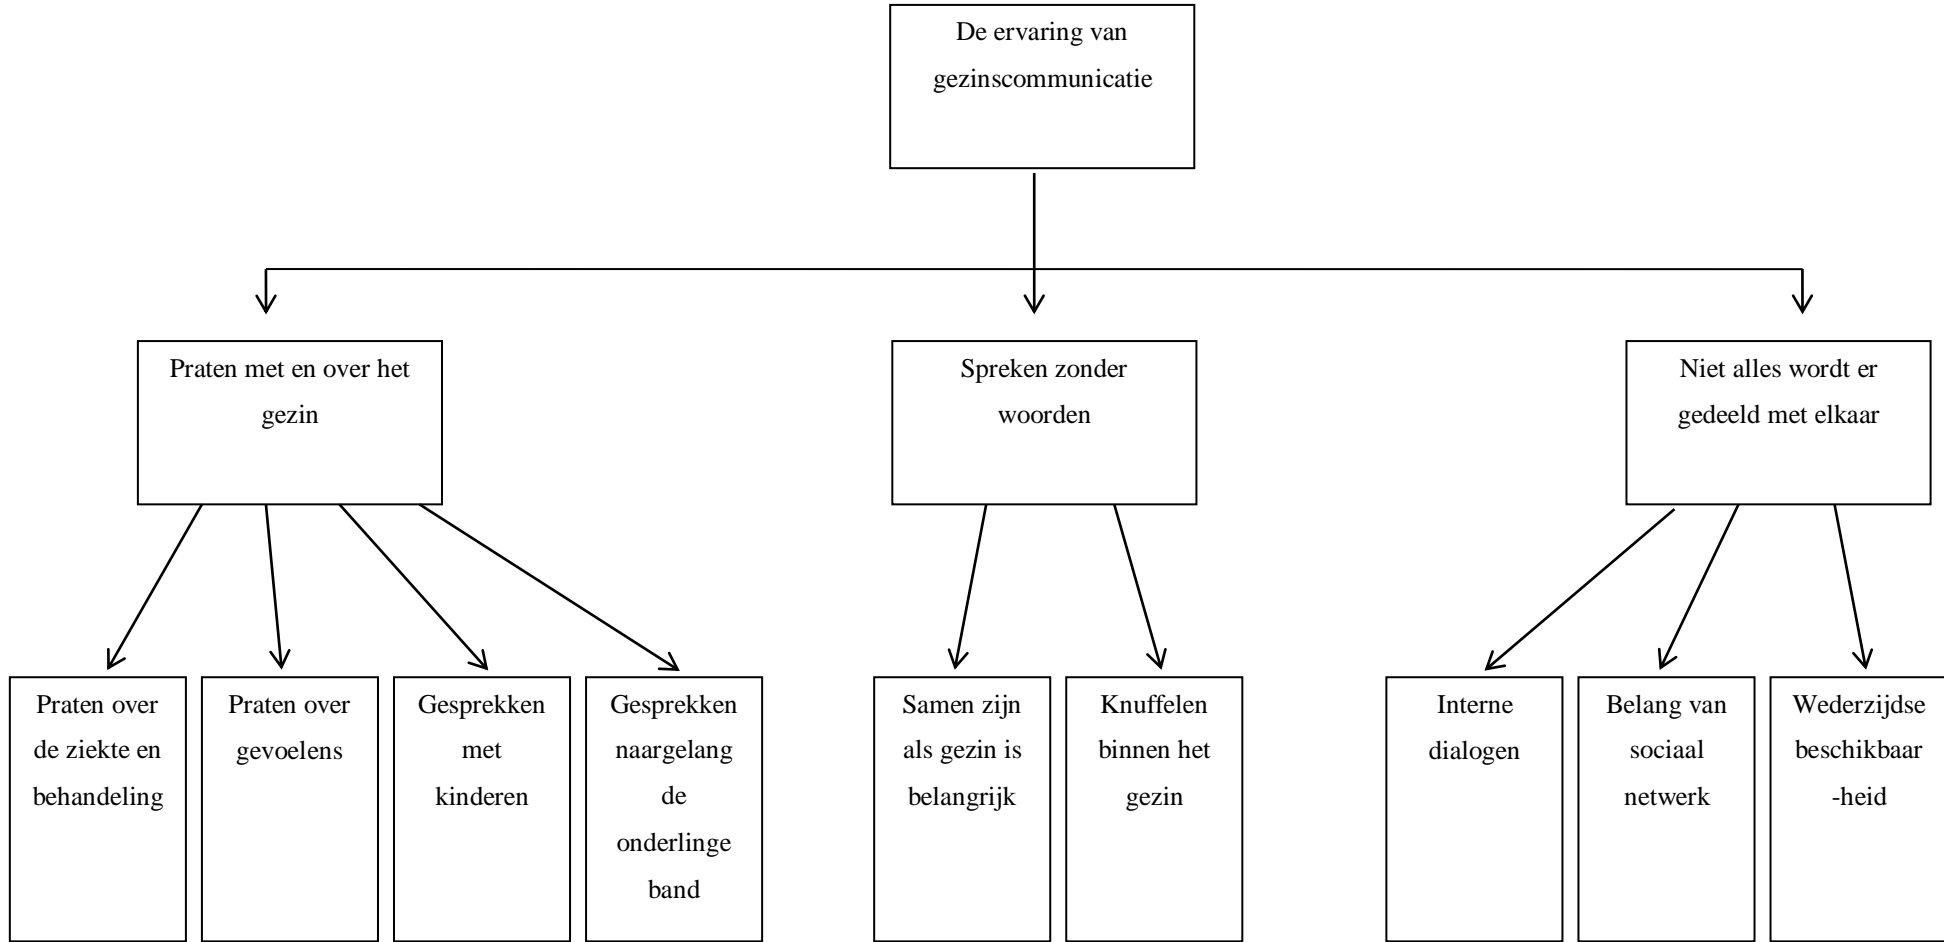 De ervaring van
gezinscommunicatie
Praten met en over het
gezin
Spreken zonder
woorden
Niet alles wordt er
gedeeld met elkaar
Praten over
de ziekte en
behandeling
Praten over
gevoelens
Gesprekken
met
kinderen
Gesprekken
naargelang
de
onderlinge
band
Samen zijn
als gezin is
belangrijk
Knuffelen
binnen het
gezin
Interne
dialogen
Belang van
sociaal
netwerk
Wederzijdse
beschikbaar
-heid